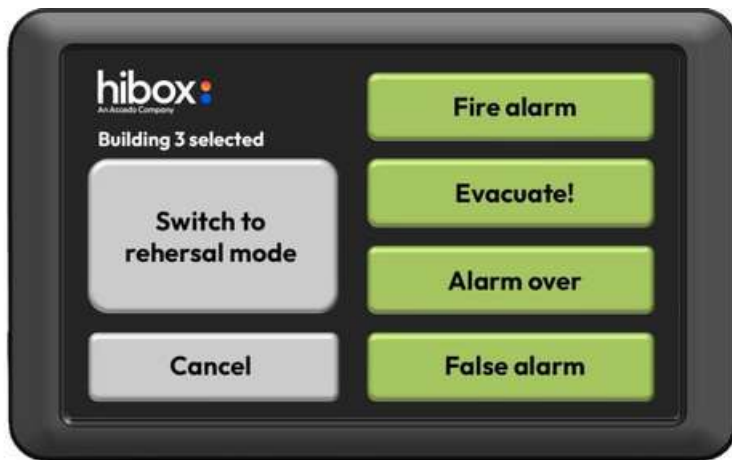 hibox
An Accedo Company
Building 3 selected
Switch to
rehersal mode
Cancel
Fire alarm
Evacuate!
Alarm over
False alarm